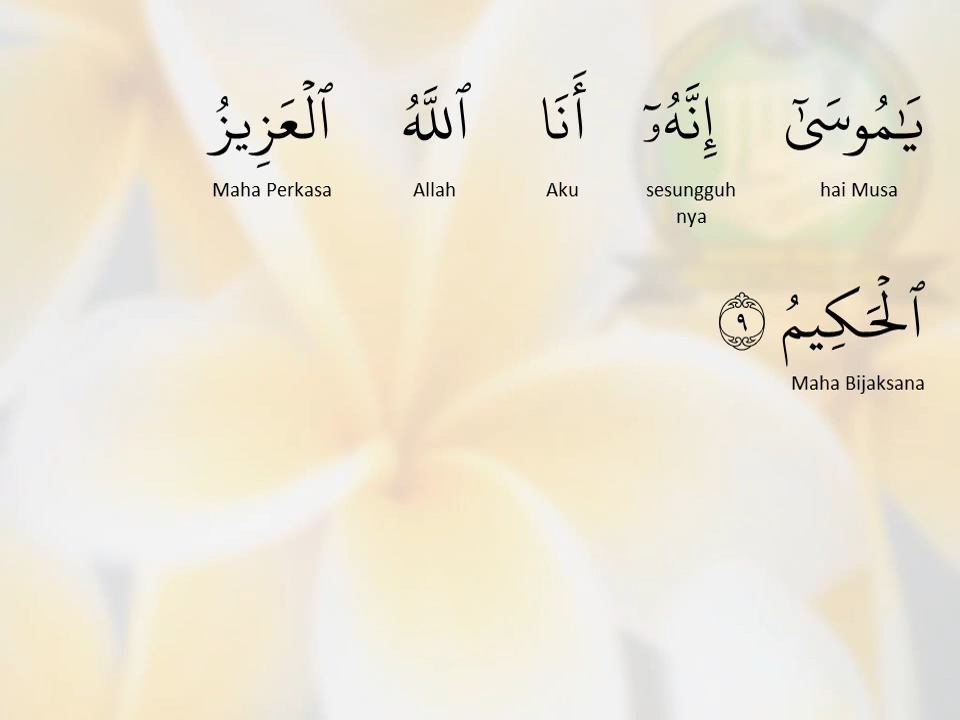 يَـٰمُوسَىٰٓ إِنَّهُۥٓ أَنَا ٱللَّهُ ٱلْعَزِيزُ
hai Musa sesungguh Aku Allah Maha Perkasa
nya
ٱلْحَكِيمُ ٩
Maha Bijaksana